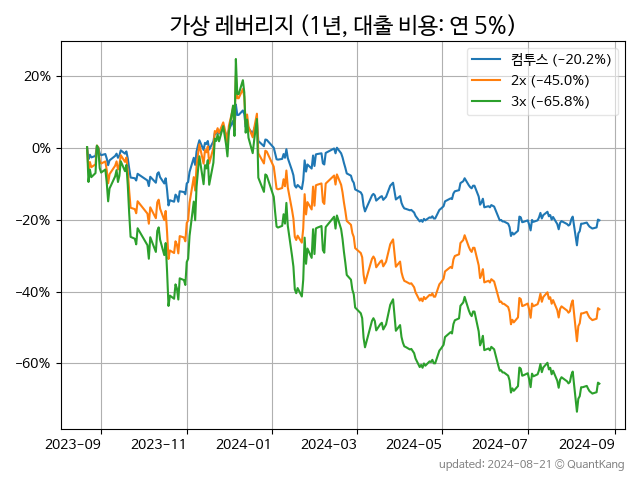 가상 레버리지 (1년, 대출 비용: 연 5%)
컴투스 (−20.2%)
2x (−45.0%)
3x (−65.8%)
20%
0%
−20%
−40%
−60%
2023−09 2023−11 2024−01 2024−03 2024−05 2024−07 2024−09
updated: 2024-08-21 © QuantKang